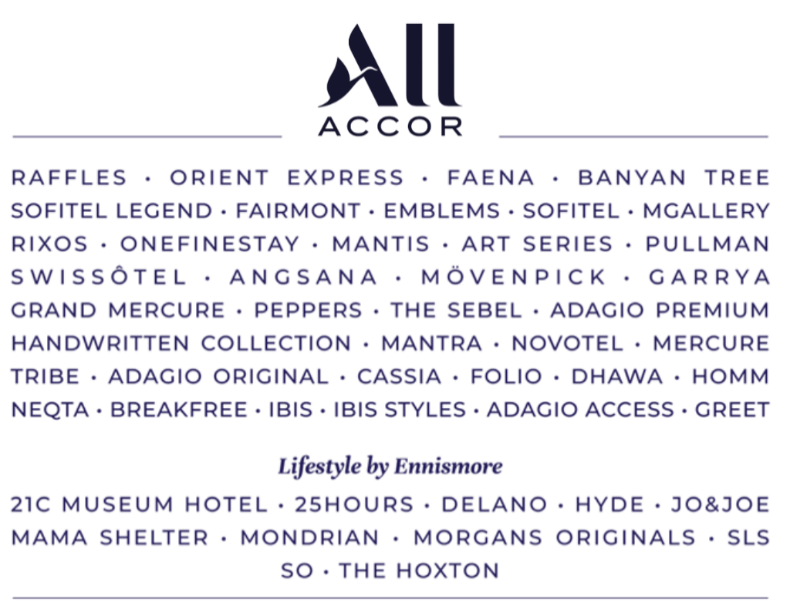 All
ACCOR
RAFFLES · ORIENT EXPRESS · FAENA · BANYAN TREE
SOFITEL LEGEND · FAIRMONT · EMBLEMS · SOFITEL · MGALLERY
RIXOS · ONEFINESTAY · MANTIS · ART SERIES · PULLMAN
SWISSÔTEL · ANGSANA · MÖVENPICK · GARRYA
GRAND MERCURE · PEPPERS · THE SEBEL · ADAGIO PREMIUM
HANDWRITTEN COLLECTION · MANTRA · NOVOTEL · MERCURE
TRIBE · ADAGIO ORIGINAL · CASSIA · FOLIO · DHAWA · HOMM
NEQTA · BREAKFREE · IBIS · IBIS STYLES · ADAGIO ACCESS · GREET
Lifestyle by Ennismore
21C MUSEUM HOTEL · 25HOURS · DELANO · HYDE · JO&JOE
MAMA SHELTER · MONDRIAN · MORGANS ORIGINALS · SLS
SO · THE HOXTON